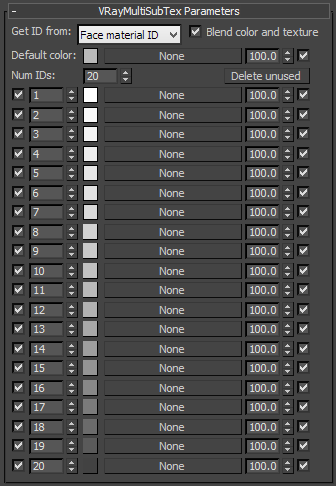 - VRayMultiSubTex Parameters
Get ID from: Face material ID Blend color and texture
Default color: None 100.0
Num IDs: 20 Delete unused
1 None 100.0
2 None 100.0
3 None 100.0
4 None 100.0
5 None 100.0
6 None 100.0
7 None 100.0
8 None 100.0
9 None 100.0
10 None 100.0
11 None 100.0
12 None 100.0
13 None 100.0
14 None 100.0
15 None 100.0
16 None 100.0
17 None 100.0
18 None 100.0
19 None 100.0
20 None 100.0